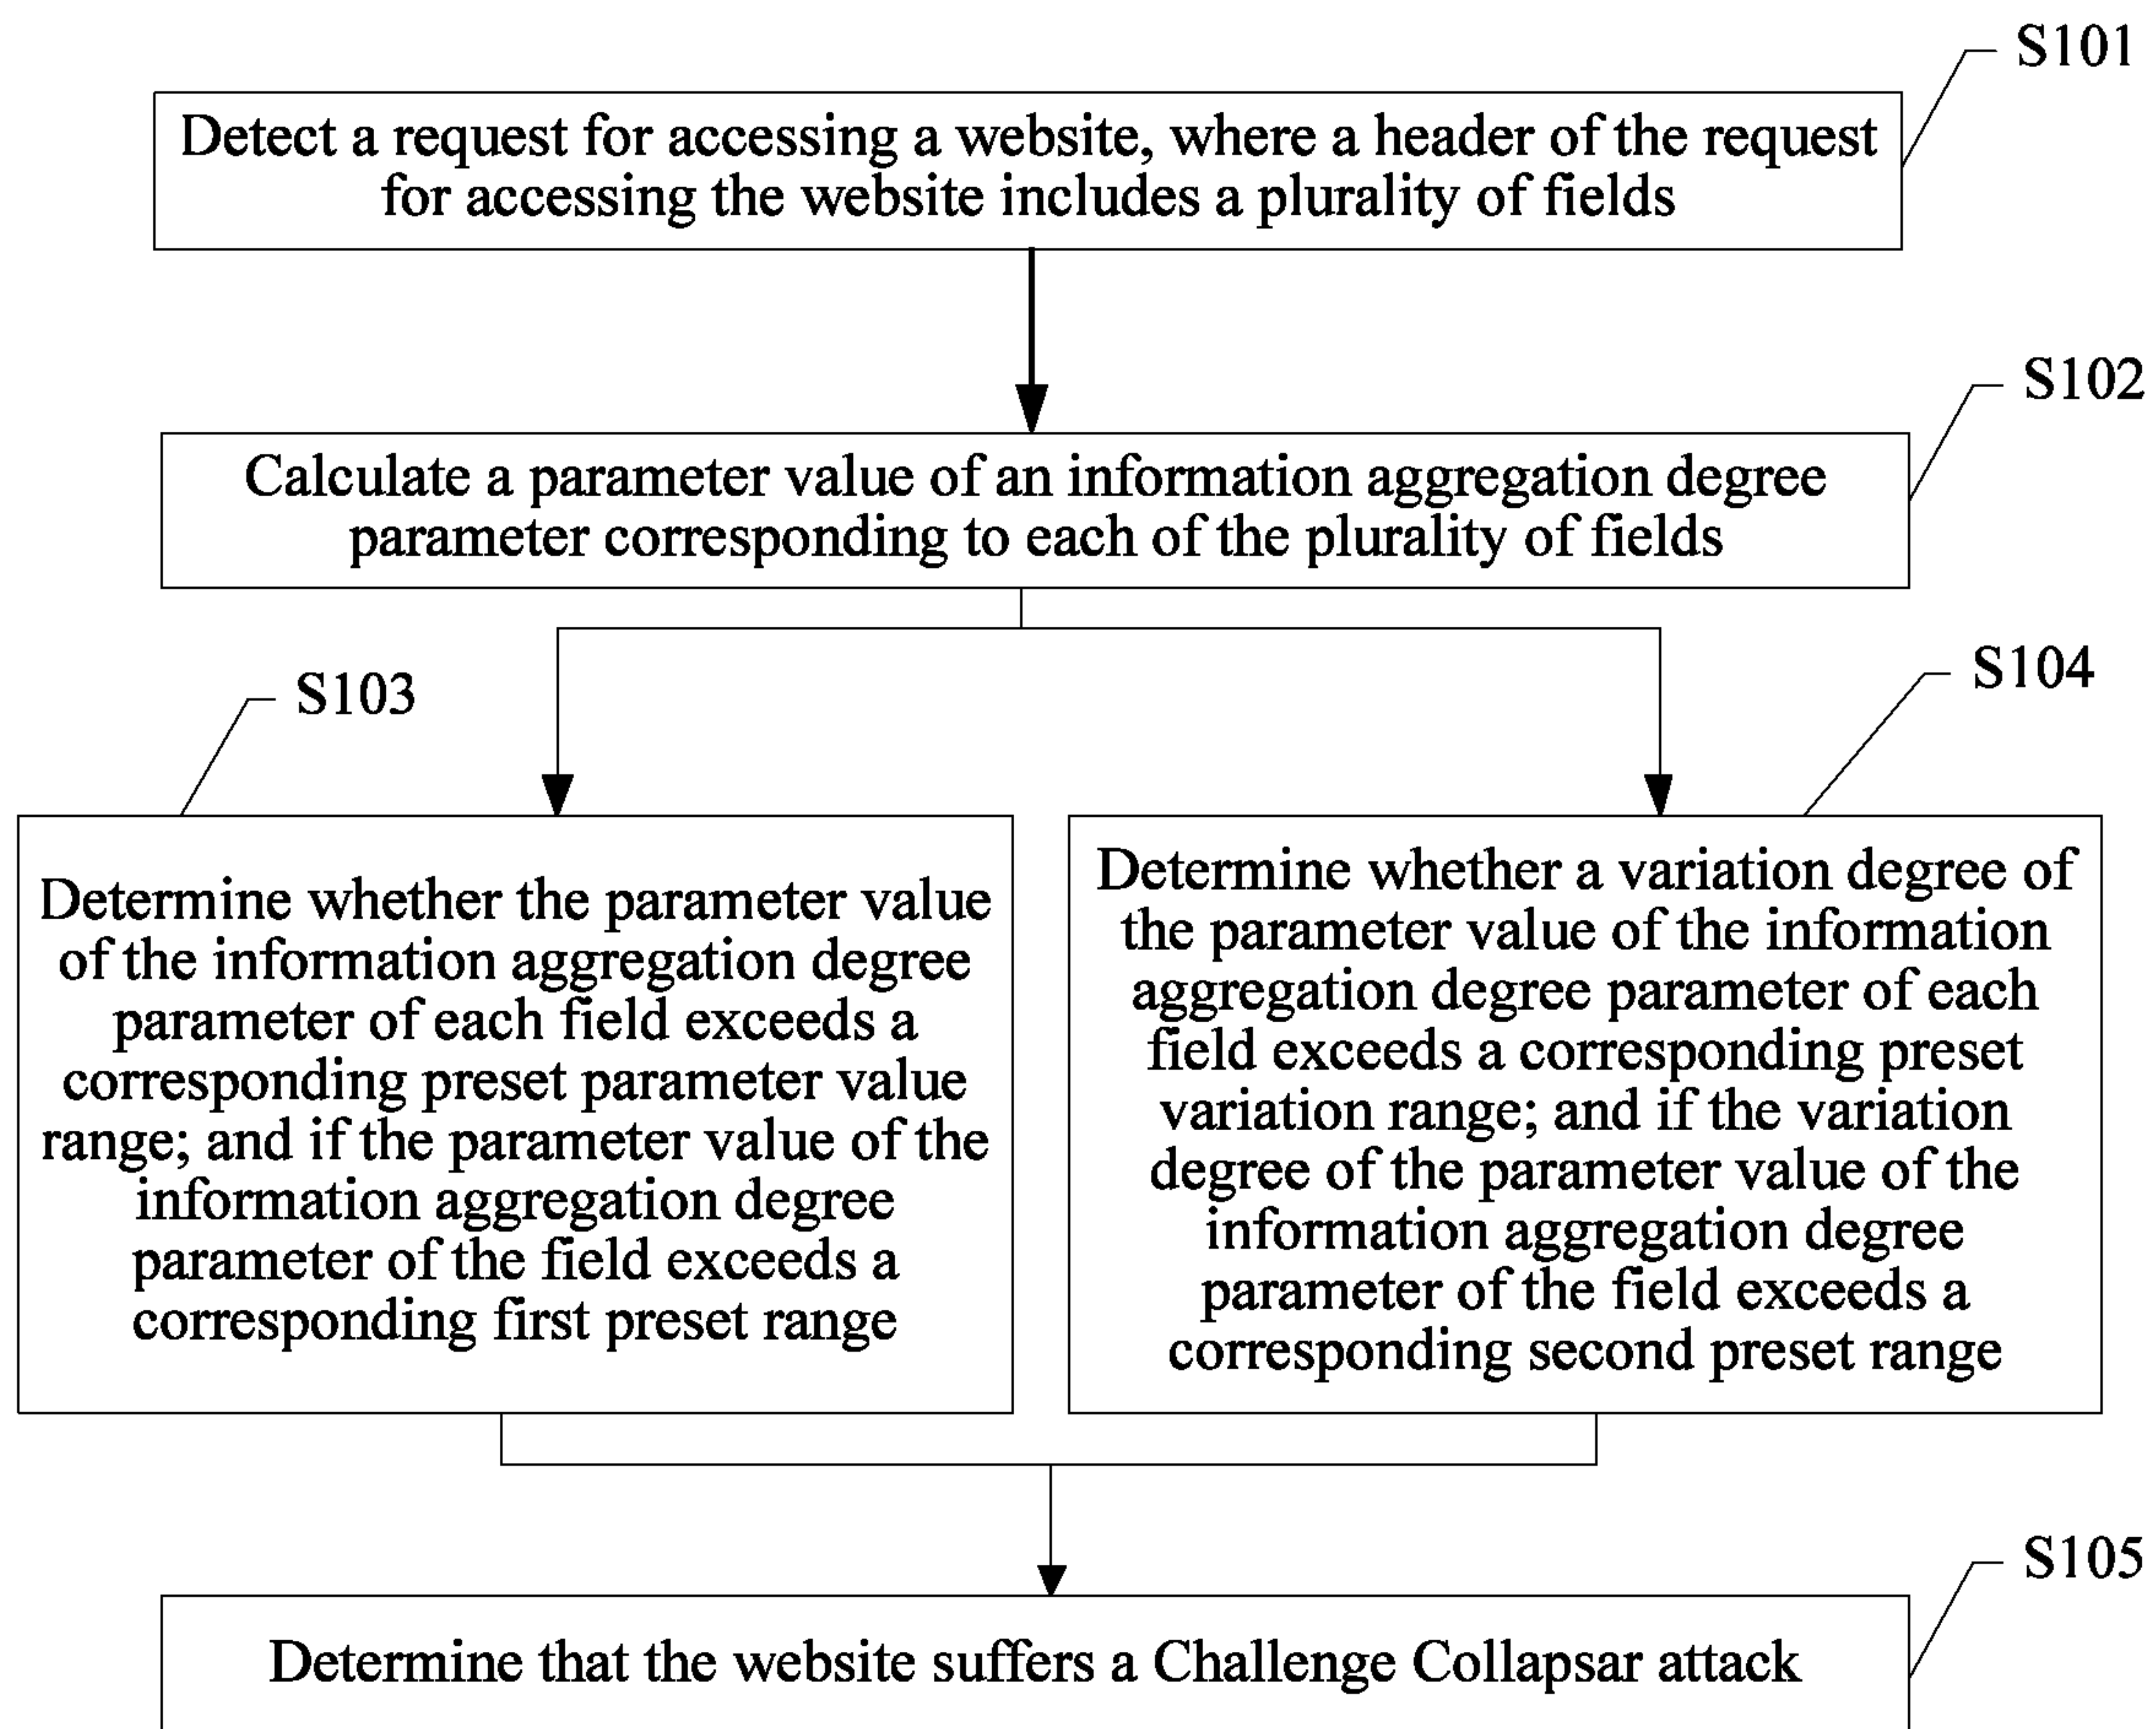 S101
Detect a request for accessing a website, where a header of the request
for accessing the website includes a plurality of fields
S102
Calculate a parameter value of an information aggregation degree
parameter corresponding to each of the plurality of fields
S103
Determine whether the parameter value
of the information aggregation degree
parameter of each field exceeds a
corresponding preset parameter value
range; and if the parameter value of the
information aggregation degree
parameter of the field exceeds a
corresponding first preset range
S104
Determine whether a variation degree of
the parameter value of the information
aggregation degree parameter of each
field exceeds a corresponding preset
variation range; and if the variation
degree of the parameter value of the
information aggregation degree
parameter of the field exceeds a
corresponding second preset range
S105
Determine that the website suffers a Challenge Collapsar attack